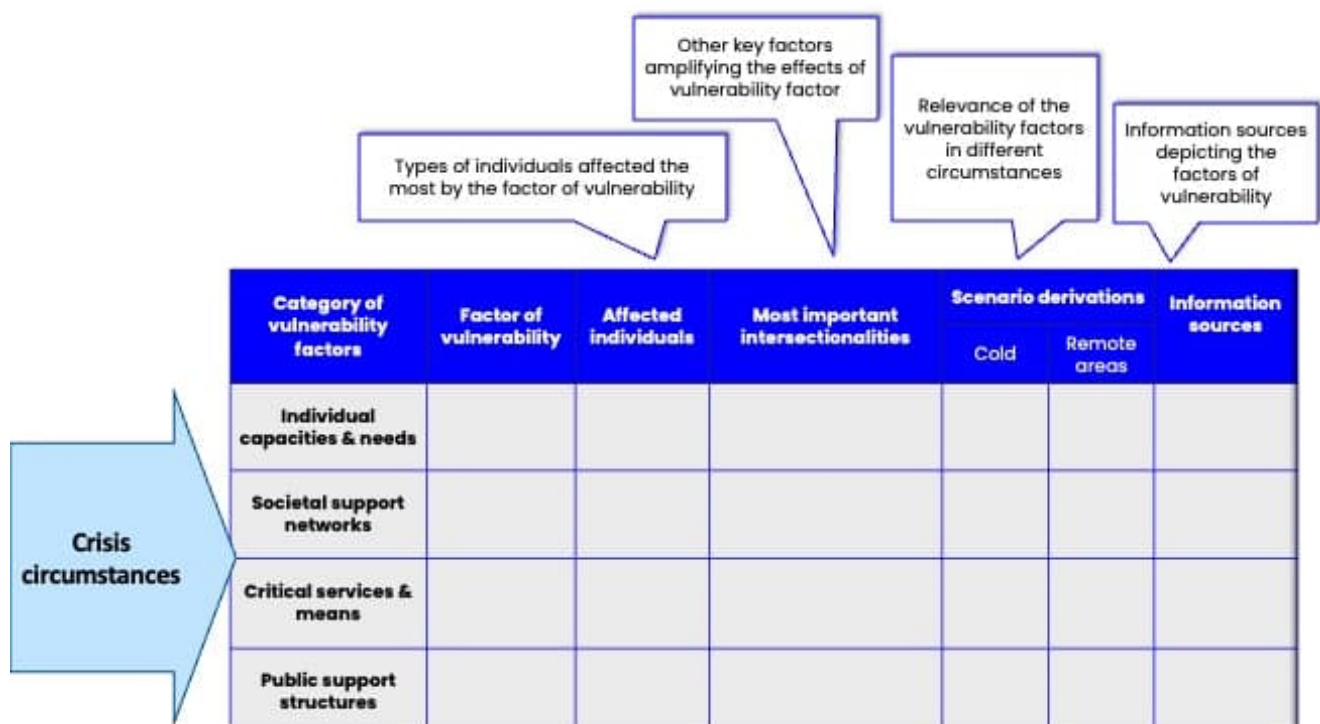 Other key factors
amplifying the effects of
vulnerability factor
Relevance of the
vulnerability factors
in different
circumstances
Information sources
depicting the
factors of
vulnerability
Types of individuals affected the
most by the factor of vulnerability
Category of
vulnerability
factors
Factor of
vulnerability
Affected
individuals
Most important
intersectionalities
Scenario derivations
Cold
Remote
areas
Information
sources
Crisis
circumstances
Individual
capacities & needs
Societal support
networks
Critical services &
means
Public support
structures